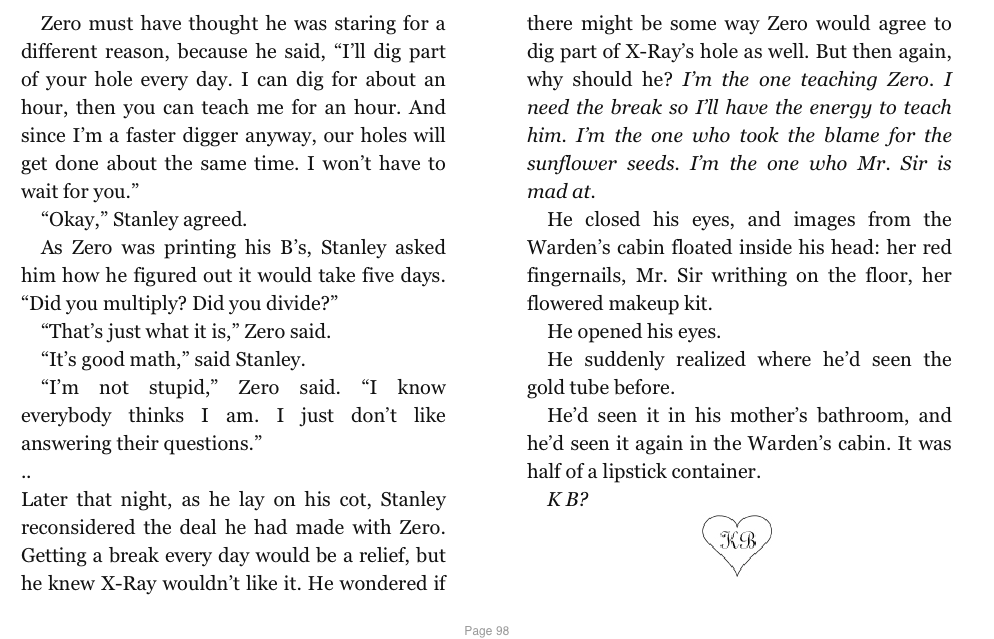 Zero must have thought he was staring for a
different reason, because he said, “I’ll dig part
of your hole every day. I can dig for about an
hour, then you can teach me for an hour. And
since I’m a faster digger anyway, our holes will
get done about the same time. I won’t have to
wait for you.”
“Okay,” Stanley agreed.
As Zero was printing his B’s, Stanley asked
him how he figured out it would take five days.
“Did you multiply? Did you divide?”
“That’s just what it is,” Zero said.
“It’s good math,” said Stanley.
“I’m not stupid,” Zero said. “I know
everybody thinks I am. I just don’t like
answering their questions.”
..
Later that night, as he lay on his cot, Stanley
reconsidered the deal he had made with Zero.
Getting a break every day would be a relief, but
he knew X-Ray wouldn’t like it. He wondered if
there might be some way Zero would agree to
dig part of X-Ray’s hole as well. But then again,
why should he? I’m the one teaching Zero. I
need the break so I’ll have the energy to teach
him. I’m the one who took the blame for the
sunflower seeds. I’m the one who Mr. Sir is
mad at.
He closed his eyes, and images from the
Warden’s cabin floated inside his head: her red
fingernails, Mr. Sir writhing on the floor, her
flowered makeup kit.
He opened his eyes.
He suddenly realized where he’d seen the
gold tube before.
He’d seen it in his mother’s bathroom, and
he’d seen it again in the Warden’s cabin. It was
half of a lipstick container.
K B?
KB
Page 98